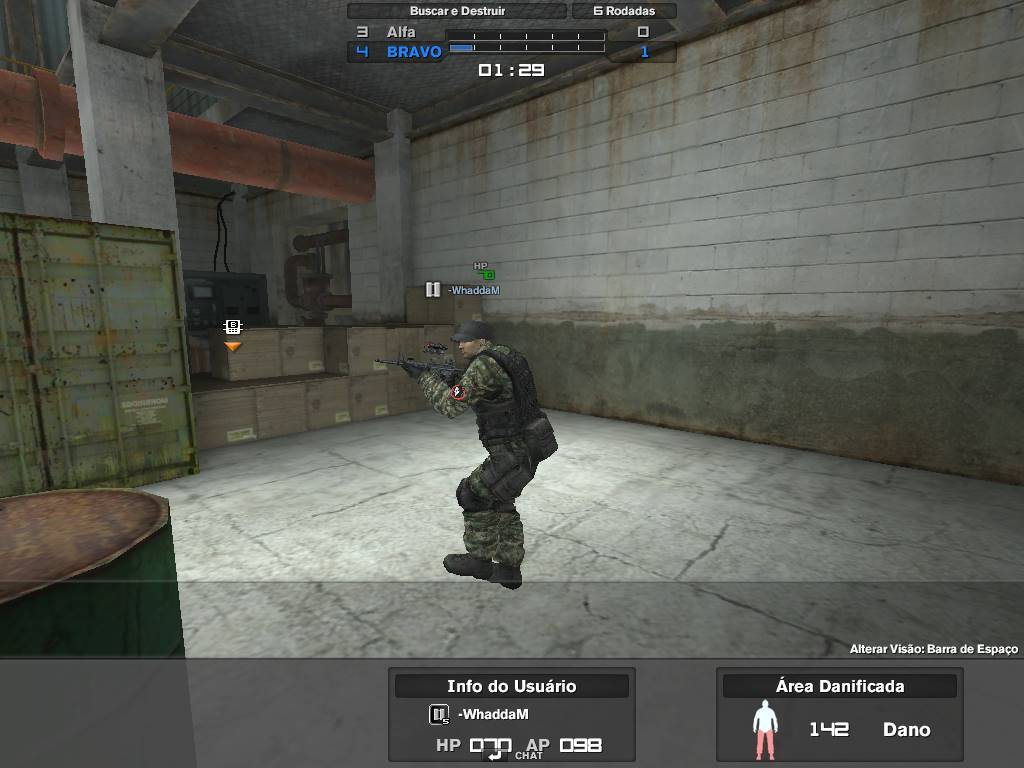 Buscar e Destruir 6 Rodadas
3 Alfa 0
4 BRAVO 1
01:29
HP
-WhaddaM
B
Alterar Visão: Barra de Espaço
Info do Usuário
-WhaddaM
HP 070 AP 098
CHAT
Área Danificada
142 Dano